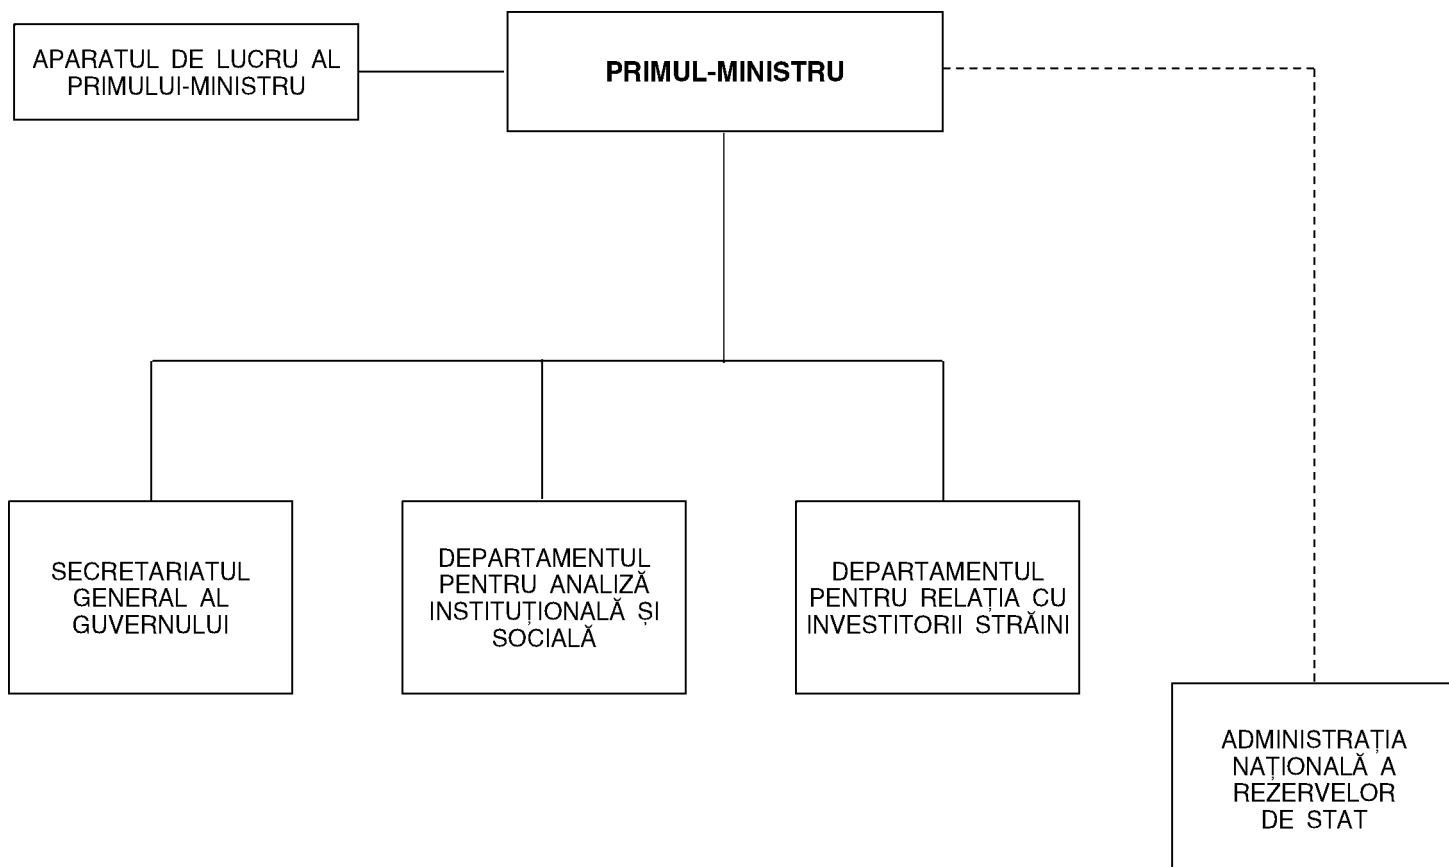 APARATUL DE LUCRU AL
PRIMULUI-MINISTRU
PRIMUL-MINISTRU
SECRETARIATUL
GENERAL AL
GUVERNULUI
DEPARTAMENTUL
PENTRU ANALIZĂ
INSTITUȚIONALĂ ȘI
SOCIALĂ
DEPARTAMENTUL
PENTRU RELAȚIA CU
INVESTITORII STRĂINI
ADMINISTRAȚIA
NAȚIONALĂ A
REZERVELOR
DE STAT